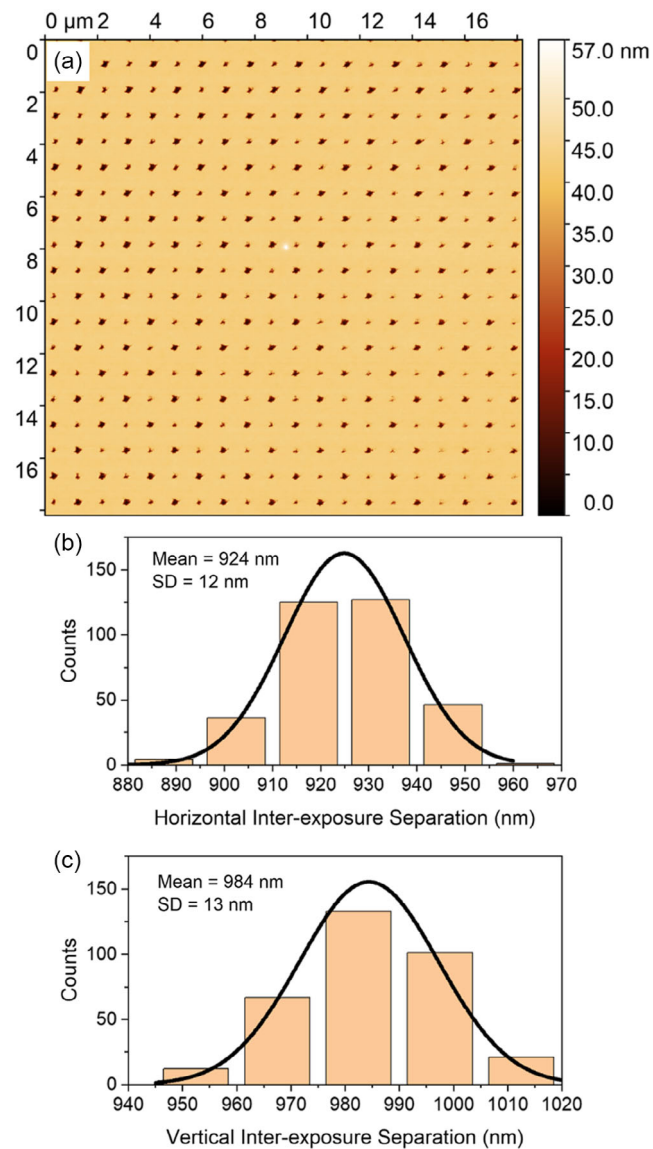 0 µm 2 4 6 8 10 12 14 16
(a)
0
2
4
6
8
10
12
14
16
57.0 nm
50.0
45.0
40.0
35.0
30.0
25.0
20.0
15.0
10.0
0.0
(b)
Mean = 924 nm
SD = 12 nm
Counts
150
100
50
0
880 890 900 910 920 930 940 950 960 970
Horizontal Inter-exposure Separation (nm)
(c)
Mean = 984 nm
SD = 13 nm
Counts
150
100
50
0
940 950 960 970 980 990 1000 1010 1020
Vertical Inter-exposure Separation (nm)